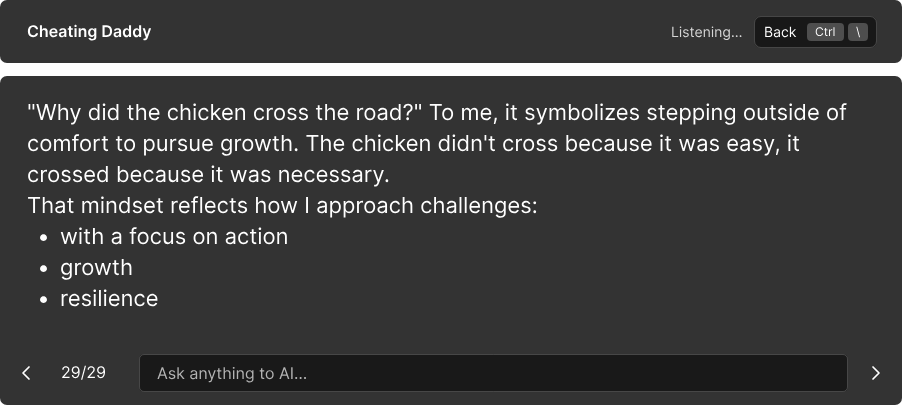 Cheating Daddy
Listening...
Back Ctrl \
"Why did the chicken cross the road?" To me, it symbolizes stepping outside of
comfort to pursue growth. The chicken didn't cross because it was easy, it
crossed because it was necessary.
That mindset reflects how I approach challenges:
• with a focus on action
• growth
• resilience
29/29
Ask anything to AI...